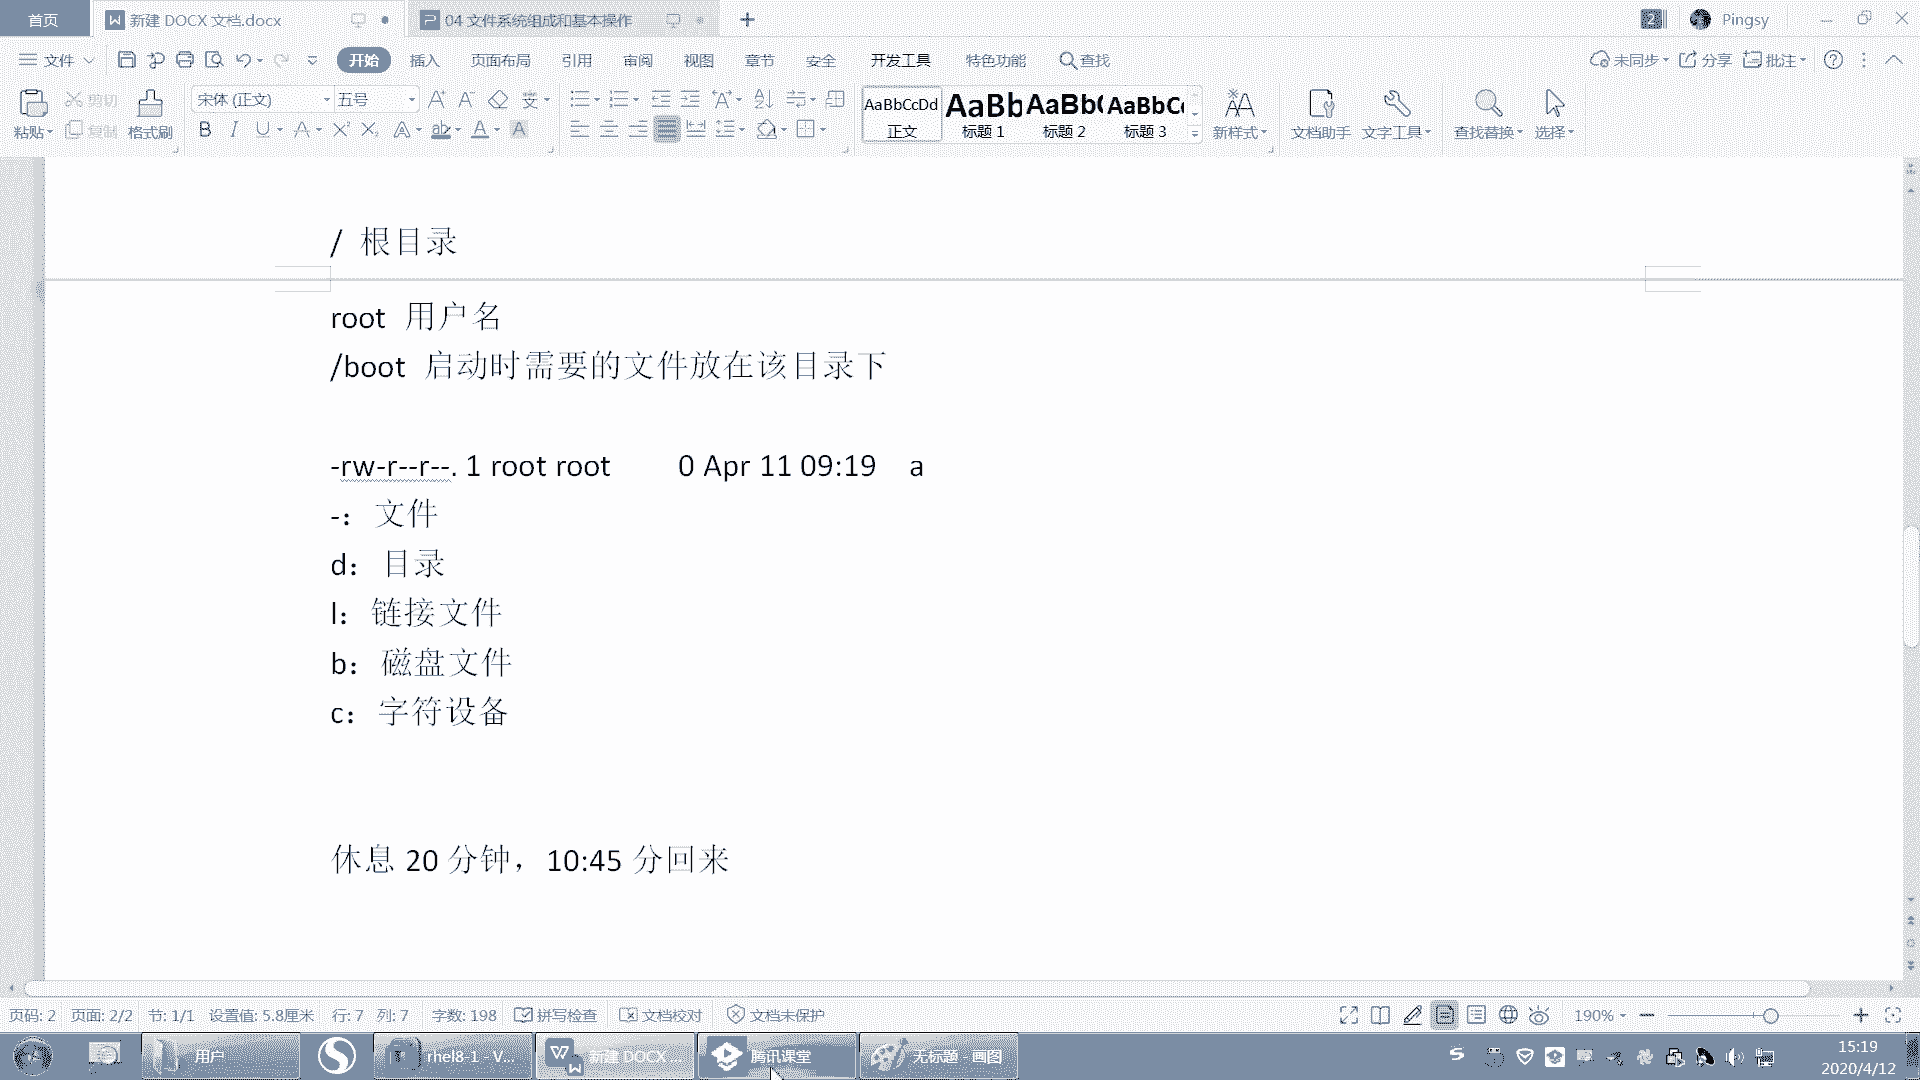 首页 新建 DOCX 文档.docx 04 文件系统组成和基本操作 + 2 Pingsy
文件 开始 插入 页面布局 引用 审阅 视图 章节 安全 开发工具 特色功能 查找 未同步 分享 批注
粘贴 剪切 复制 格式刷 宋体 (正文) 五号 AaBbCcDd 正文 AaBb 标题 1 AaBb( 标题 2 AaBbC 标题 3 新样式 文档助手 文字工具 查找替换 选择
/ 根目录
root 用户名
/boot 启动时需要的文件放在该目录下
-rw-r--r--. 1 root root 0 Apr 11 09:19 a
-：文件
d：目录
l：链接文件
b：磁盘文件
c：字符设备
休息 20 分钟，10:45 分回来
页码: 2 页面: 2/2 节: 1/1 设置值: 5.8厘米 行: 7 列: 7 字数: 198 拼写检查 文档校对 文档未保护 190%
用户 rhel8-1 - V... 新建 DOCX ... 腾讯课堂 无标题 - 画图 15:19
2020/4/12